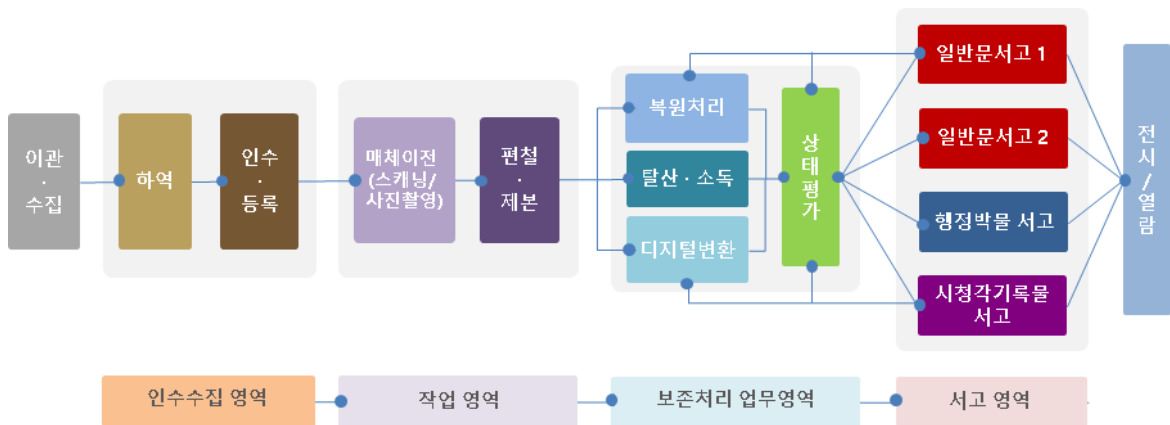 이관
·
수집
하역
인수
·
등록
매체이전
(스캐닝/
사진촬영)
편철
·
제본
복원처리
탈산 · 소독
디지털변환
상
태
평
가
일반문서고 1
일반문서고 2
행정박물 서고
시청각기록물
서고
전
시
/
열
람
인수수집 영역
작업 영역
보존처리 업무영역
서고 영역